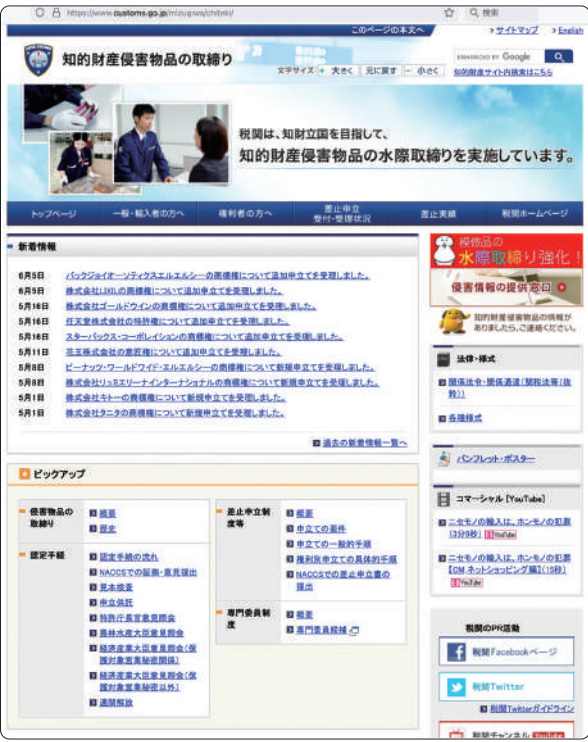 https://www.customs.go.jp/mizugiwa/chiteki/
検索
このページの本文へ
サイトマップ
English
知的財産侵害物品の取締り
文字サイズ + 大きく 元に戻す - 小さく
ENHANCED BY Google
知的財産サイト内検索はこちら
税関は、知財立国を目指して、
知的財産侵害物品の水際取締りを実施しています。
トップページ
一般・輸入者の方へ
権利者の方へ
差止申立
受付・受理状況
差止実績
税関ホームページ
新着情報
6月5日 バックジョイオーソティクスエルエルシーの商標権について追加申立てを受理しました。
6月5日 株式会社LIXILの商標権について追加申立てを受理しました。
5月16日 株式会社ゴールドウインの商標権について追加申立てを受理しました。
5月16日 任天堂株式会社の特許権について追加申立てを受理しました。
5月16日 スターバックス・コーポレイションの商標権について追加申立てを受理しました。
5月11日 花王株式会社の意匠権について追加申立てを受理しました。
5月8日 ピーナッツ・ワールドワイド・エルエルシーの商標権について新規申立てを受理しました。
5月8日 株式会社リュミエリーナインターナショナルの商標権について新規申立てを受理しました。
5月1日 株式会社キトーの商標権について新規申立てを受理しました。
5月1日 株式会社タニタの商標権について新規申立てを受理しました。
過去の新着情報一覧へ
ピックアップ
侵害物品の
取締り
概要
歴史
認定手続
認定手続の流れ
NACCSでの証拠・意見提出
見本検査
申立供託
特許庁長官意見照会
農林水産大臣意見照会
経済産業大臣意見照会(保
護対象営業秘密関係)
経済産業大臣意見照会(保
護対象営業秘密以外)
通関解放
差止申立制
度等
概要
申立ての要件
申立ての一般的手順
権利別申立ての具体的手順
NACCSでの差止申立書の
提出
専門委員制
度
概要
専門委員候補
模倣品の
水際取締り強化!
侵害情報の提供窓口
知的財産侵害物品の情報が
ありましたら、ご連絡ください。
法律・様式
関係法令・関係通達(関税法等(抜
粋))
各種様式
パンフレット・ポスター
コマーシャル [YouTube]
ニセモノの輸入は、ホンモノの犯罪
(3分9秒) YouTube
ニセモノの輸入は、ホンモノの犯罪
【CM ネットショッピング編】(15秒)
YouTube
税関のPR活動
税関Facebookページ
税関Twitter
税関Twitterガイドライン
税関チャンネル YouTube